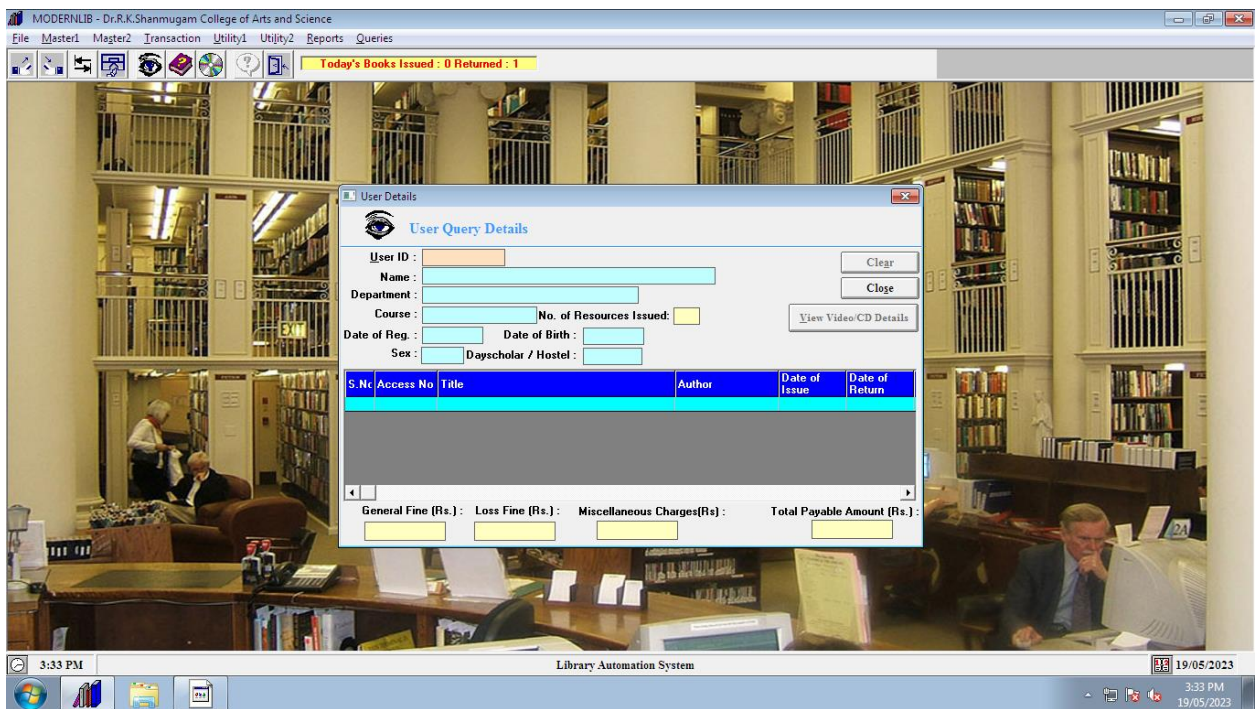 MODERNLIB - Dr.R.K.Shanmugam College of Arts and Science
File Master1 Master2 Transaction Utility1 Utility2 Reports Queries
Today's Books Issued : 0 Returned : 1
User Details
User Query Details
User ID :
Clear
Name :
Close
Department :
Course : No. of Resources Issued:
View Video/CD Details
Date of Reg. : Date of Birth :
Sex : Dayscholar / Hostel :
S.No Access No Title Author Date of Issue Date of Return
General Fine (Rs.) : Loss Fine (Rs.) : Miscellaneous Charges(Rs) : Total Payable Amount (Rs.) :
EXIT
2A
3:33 PM Library Automation System 19/05/2023
3:33 PM
19/05/2023